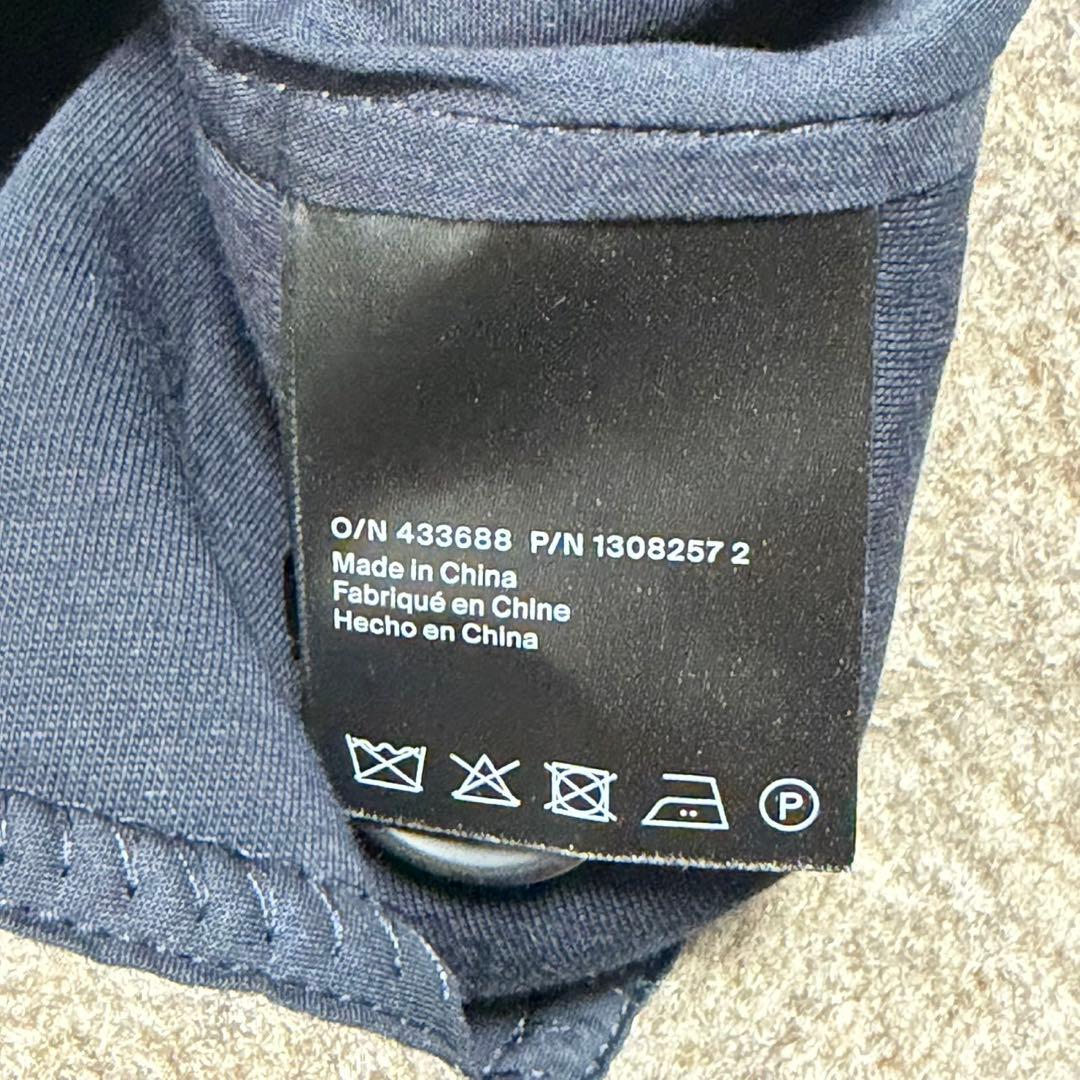 O/N 433688 P/N 1308257 2
Made in China
Fabriqué en Chine
Hecho en China
P